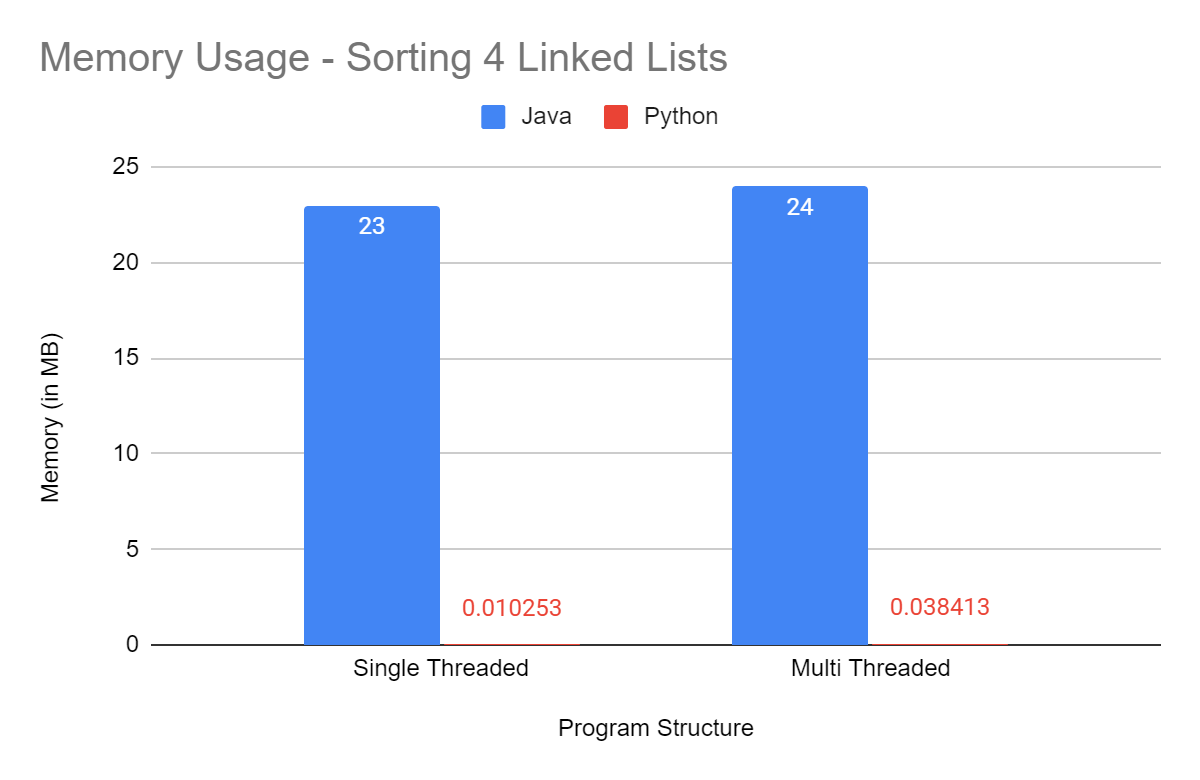 Memory Usage - Sorting 4 Linked Lists
Java Python
25
20
15
10
5
0
Memory (in MB)
23
0.010253
24
0.038413
Single Threaded
Multi Threaded
Program Structure